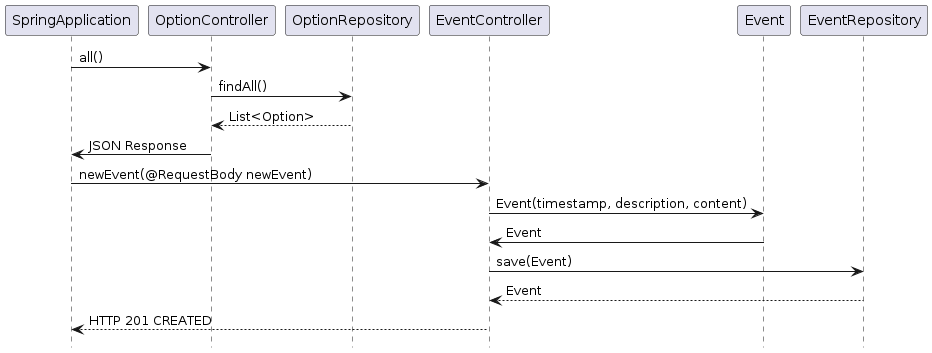 SpringApplication
OptionController
OptionRepository
EventController
Event
EventRepository
all()
findAll()
List<Option>
JSON Response
newEvent(@RequestBody newEvent)
Event(timestamp, description, content)
Event
save(Event)
Event
HTTP 201 CREATED